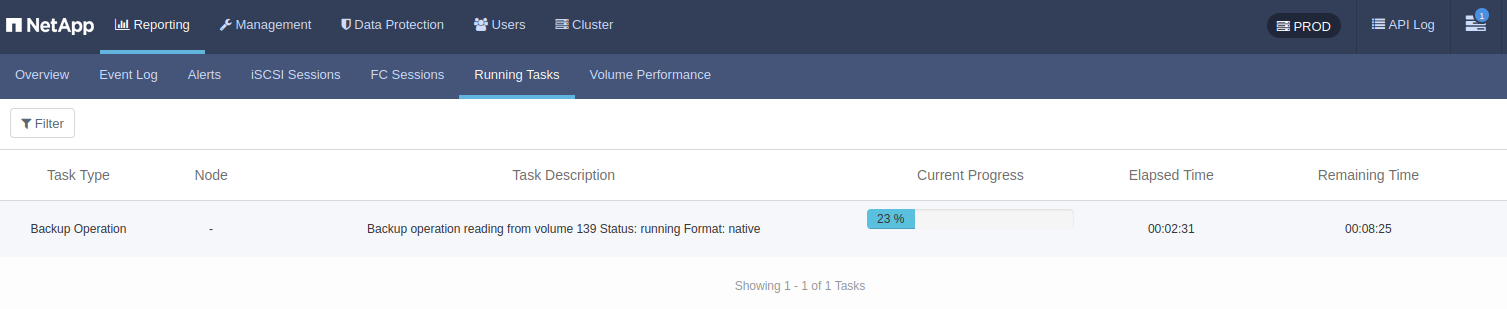 NetApp Reporting Management Data Protection Users Cluster PROD API Log 1
Overview Event Log Alerts iSCSI Sessions FC Sessions Running Tasks Volume Performance
Filter
Task Type Node Task Description Current Progress Elapsed Time Remaining Time
Backup Operation - Backup operation reading from volume 139 Status: running Format: native 23 % 00:02:31 00:08:25
Showing 1 - 1 of 1 Tasks